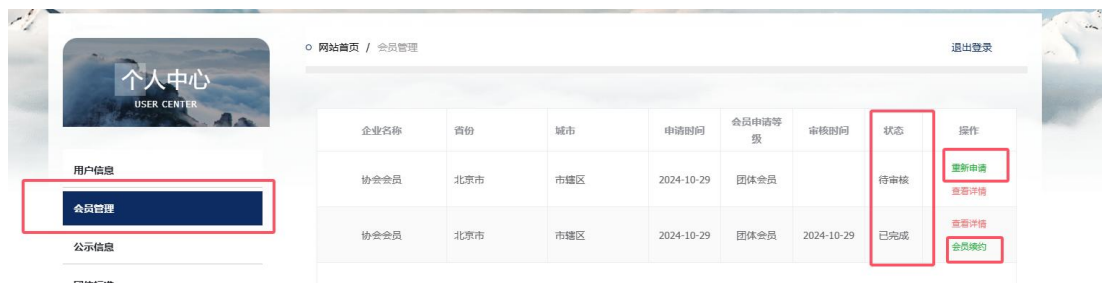 网站首页 / 会员管理
退出登录
个人中心
USER CENTER
用户信息
会员管理
公示信息
企业名称 省份 城市 申请时间 会员申请等级 审核时间 状态 操作
协会会员 北京市 市辖区 2024-10-29 团体会员 待审核 重新申请
查看详情
协会会员 北京市 市辖区 2024-10-29 团体会员 2024-10-29 已完成 查看详情
会员续约